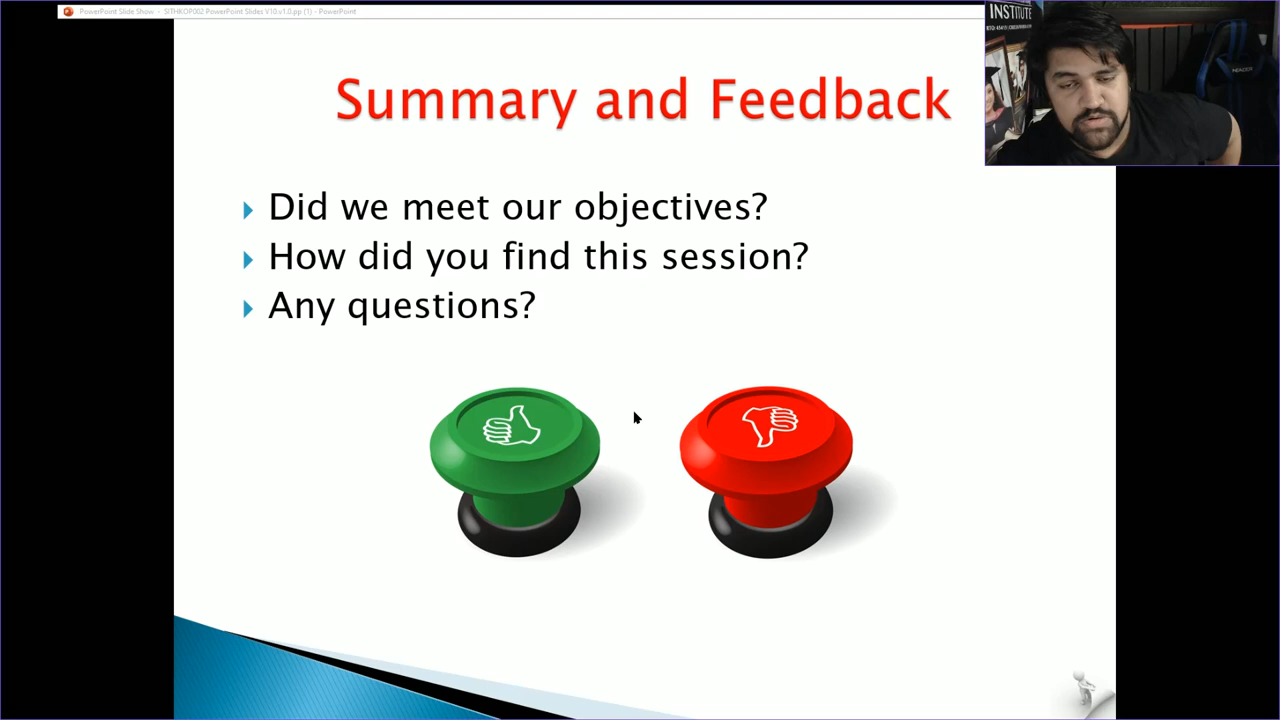 PowerPoint Slide Show - SITHKOP002 PowerPoint Slides V10.v1.0.pp (1) - PowerPoint
INSTITUTE
Summary and Feedback
Did we meet our objectives?
How did you find this session?
Any questions?